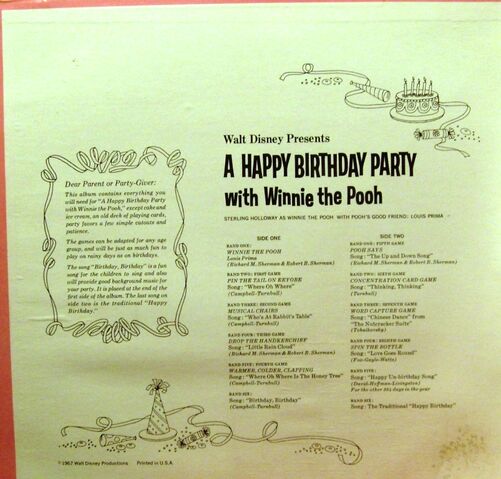 Walt Disney Presents
A HAPPY BIRTHDAY PARTY
with Winnie the Pooh
STERLING HOLLOWAY AS WINNIE THE POOH WITH POOH'S GOOD FRIEND: LOUIS PRIMA
Dear Parent or Party-Giver:
This album contains everything you
will need for "A Happy Birthday Party
with Winnie the Pooh," except cake and
ice cream, an old deck of playing cards,
party favors a few simple cutouts and
patience.
The games can be adapted for any age
group, and will be just as much fun to
play on rainy days as on birthdays.
The song "Birthday, Birthday" is a fun
song for the children to sing and also
will provide good background music for
your party. It is placed at the end of the
first side of the album. The last song on
side two is the traditional "Happy
Birthday."
SIDE ONE
BAND ONE:
WINNIE THE POOH
Louis Prima
(Richard M. Sherman & Robert B. Sherman)
BAND TWO: FIRST GAME
PIN THE TAIL ON EEYORE
Song: "Where Oh Where"
(Campbell-Turnbull)
BAND THREE: SECOND GAME
MUSICAL CHAIRS
Song: "Who's At Rabbit's Table"
(Campbell-Turnbull)
BAND FOUR: THIRD GAME
DROP THE HANDKERCHIEF
Song: "Little Rain Cloud"
(Richard M. Sherman & Robert B. Sherman)
BAND FIVE: FOURTH GAME
WARMER, COLDER, CLAPPING
Song: "Where Oh Where Is The Honey Tree"
(Campbell-Turnbull)
BAND SIX:
Song: "Birthday, Birthday"
(Campbell-Turnbull)
SIDE TWO
BAND ONE: FIFTH GAME
POOH SAYS
Song: "The Up and Down Song"
(Richard M. Sherman & Robert B. Sherman)
BAND TWO: SIXTH GAME
CONCENTRATION CARD GAME
Song: "Thinking, Thinking"
(Turnbull)
BAND THREE: SEVENTH GAME
WORD CAPTURE GAME
Song: "Chinese Dance" from
"The Nutcracker Suite"
(Tchaikovsky)
BAND FOUR: EIGHTH GAME
SPIN THE BOTTLE
Song: "Love Goes Round"
BAND FIVE:
Song: "Happy Un-birthday Song"
(David-Hoffman-Livingston)
For other 364 days in the year
BAND SIX:
Song: The Traditional "Happy Birthday"
© 1967 Walt Disney Productions Printed in U.S.A.